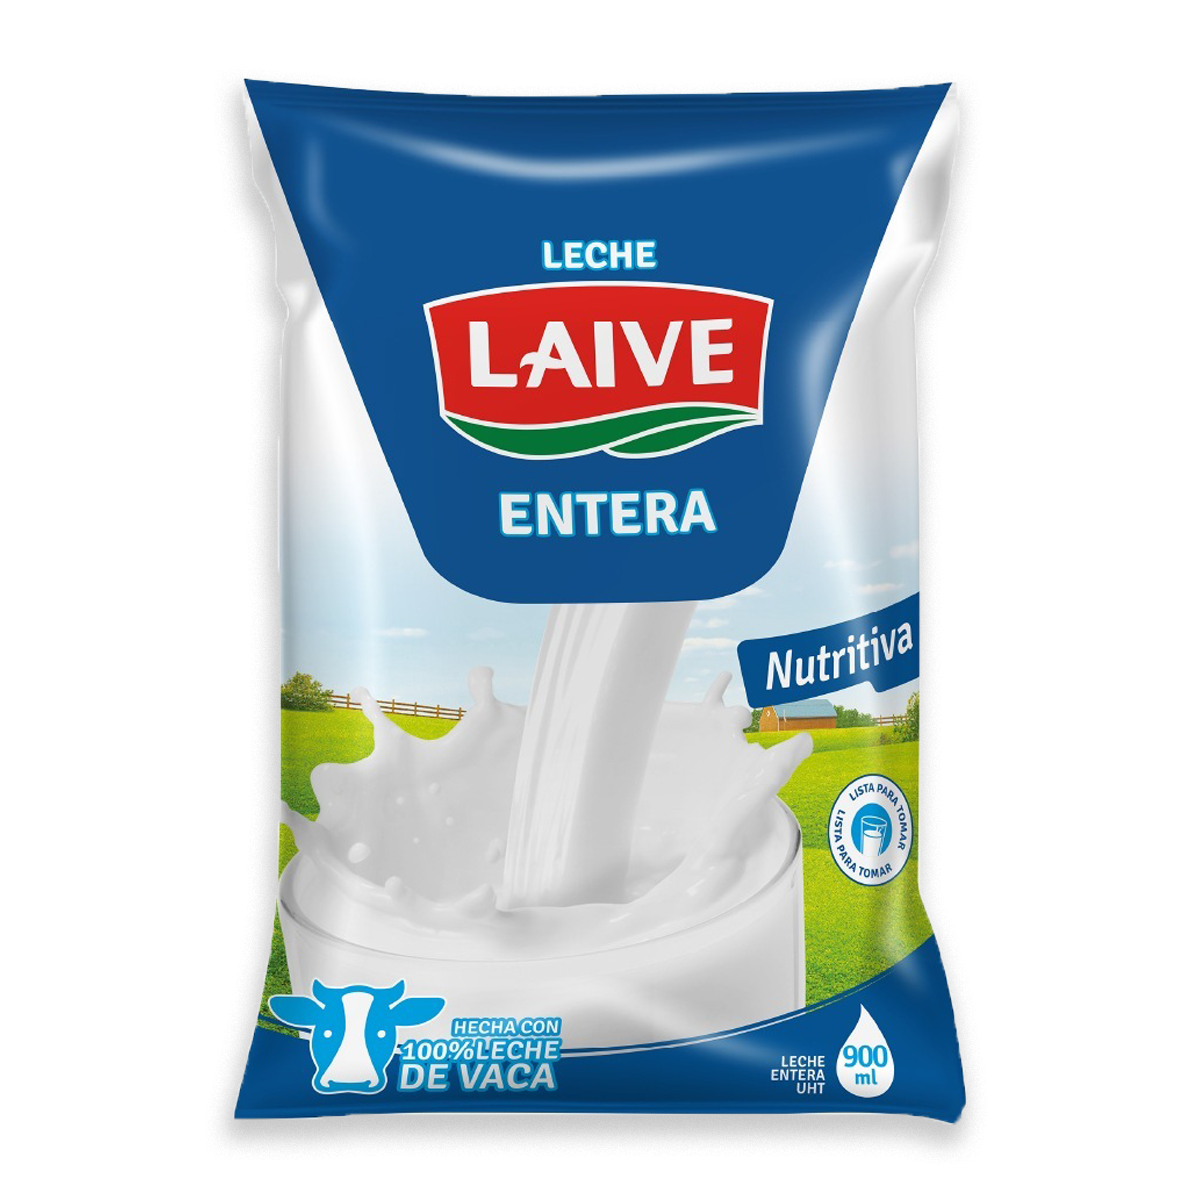 LECHE
LAIVE
ENTERA
Nutritiva
LISTA PARA TOMAR
LISTA PARA TOMAR
HECHA CON
100% LECHE
DE VACA
LECHE
ENTERA
UHT
900
ml